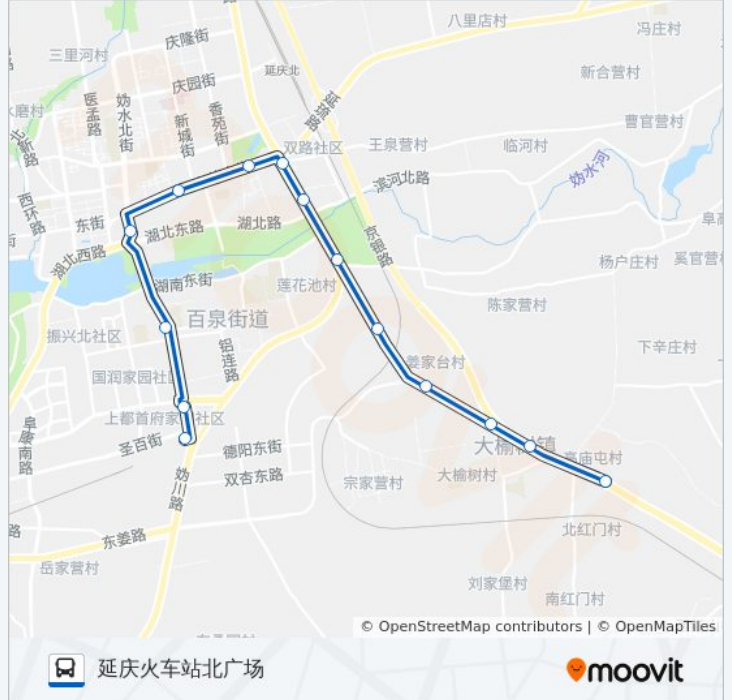 八里店村
冯庄村
庆隆街
三里河村
延庆北
新合营村
庆园街
医孟路
妫水北街
香苑街
新城街
延琉路
曹官营村
双路社区
王泉营村
临河村
妫水河
滨河北路
西环路
东街
湖北东路
湖北路
京银路
湖北西路
杨户庄村
湖南东街
莲花池村
陈家营村
百泉街道
振兴北社区
铝连路
下辛庄村
姜家台村
国润家园社
上都首府家
社区
阜康南路
圣百街
德阳东街
大榆
镇
高庙屯村
妫川路
双杏东路
宗家营村
大榆树村
东姜路
北红门村
岳家营村
刘家堡村
南红门村
© OpenStreetMap contributors | © OpenMapTiles
延庆火车站北广场
moovit